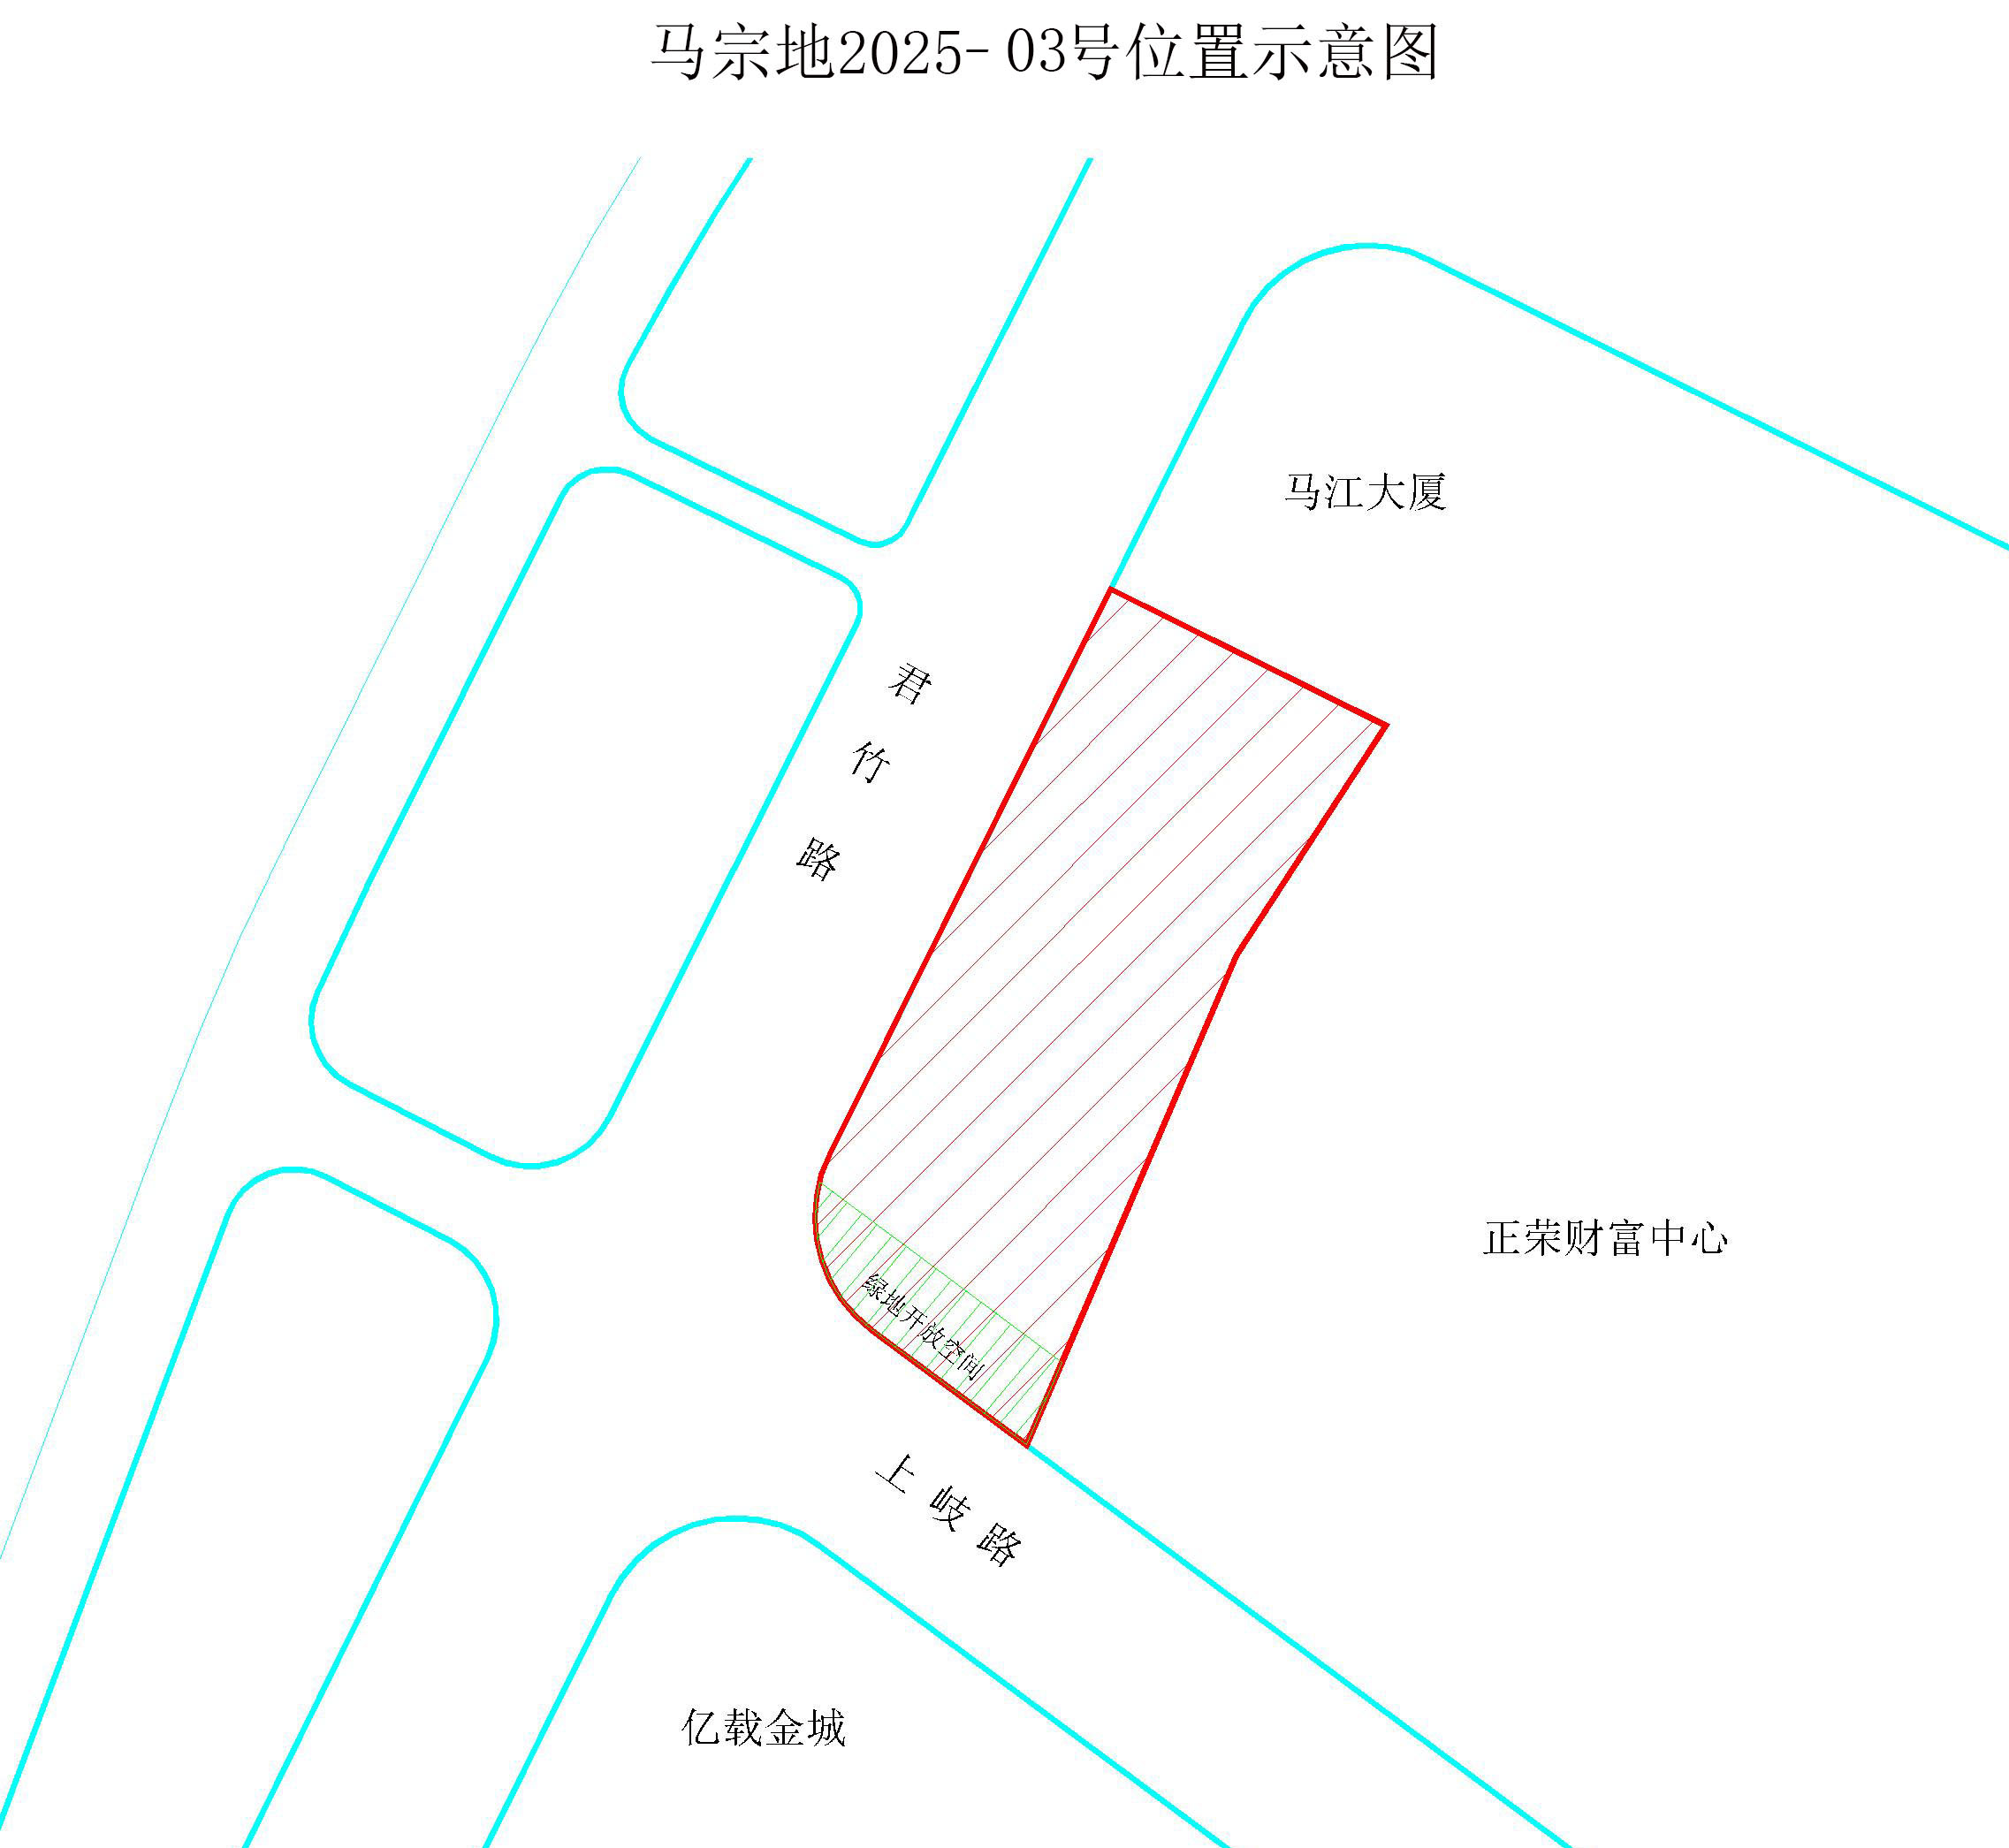 马宗地2025-03号位置示意图
马江大厦
君竹路
正荣财富中心
绿地开放空间
上岐路
亿载金城